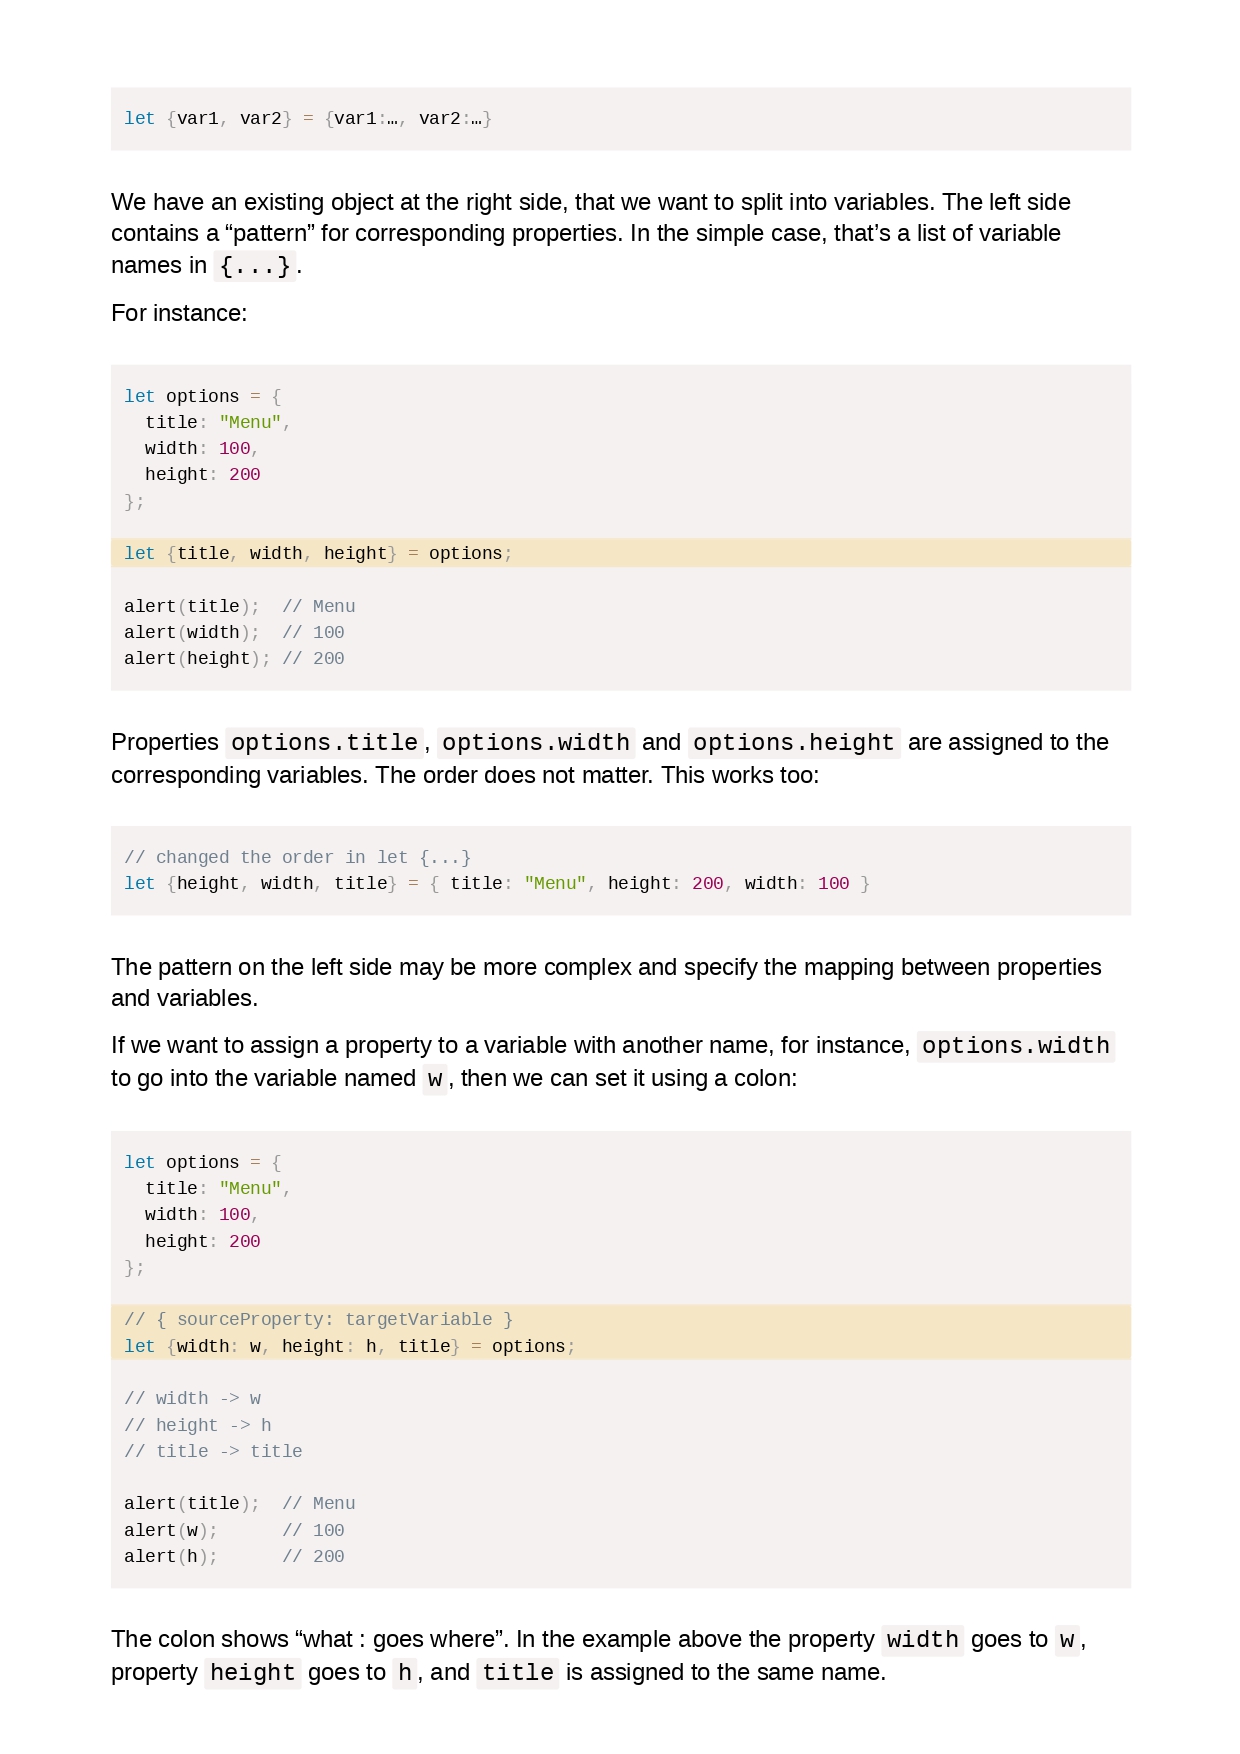 let {var1, var2} = {var1:…, var2:…}
We have an existing object at the right side, that we want to split into variables. The left side
contains a “pattern” for corresponding properties. In the simple case, that’s a list of variable
names in {...}.
For instance:
let options = {
  title: "Menu",
  width: 100,
  height: 200
};
let {title, width, height} = options;
alert(title);  // Menu
alert(width);  // 100
alert(height); // 200
Properties options.title, options.width and options.height are assigned to the
corresponding variables. The order does not matter. This works too:
// changed the order in let {...}
let {height, width, title} = { title: "Menu", height: 200, width: 100 }
The pattern on the left side may be more complex and specify the mapping between properties
and variables.
If we want to assign a property to a variable with another name, for instance, options.width
to go into the variable named w, then we can set it using a colon:
let options = {
  title: "Menu",
  width: 100,
  height: 200
};
// { sourceProperty: targetVariable }
let {width: w, height: h, title} = options;
// width -> w
// height -> h
// title -> title
alert(title);  // Menu
alert(w);      // 100
alert(h);      // 200
The colon shows “what : goes where”. In the example above the property width goes to w,
property height goes to h, and title is assigned to the same name.